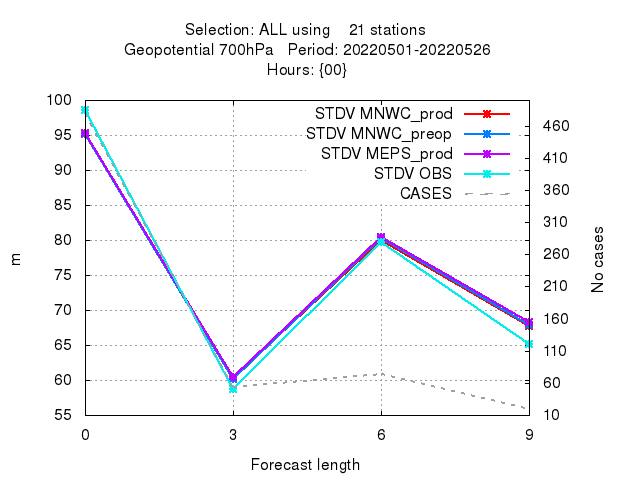 Selection: ALL using 21 stations
Geopotential 700hPa Period: 20220501-20220526
Hours: {00}
100
95
90
85
80
75
70
65
60
55
m
STDV MNWC_prod
STDV MNWC_preop
STDV MEPS_prod
STDV OBS
CASES
460
410
360
310
260
210
160
110
60
10
No cases
0 3 6 9
Forecast length